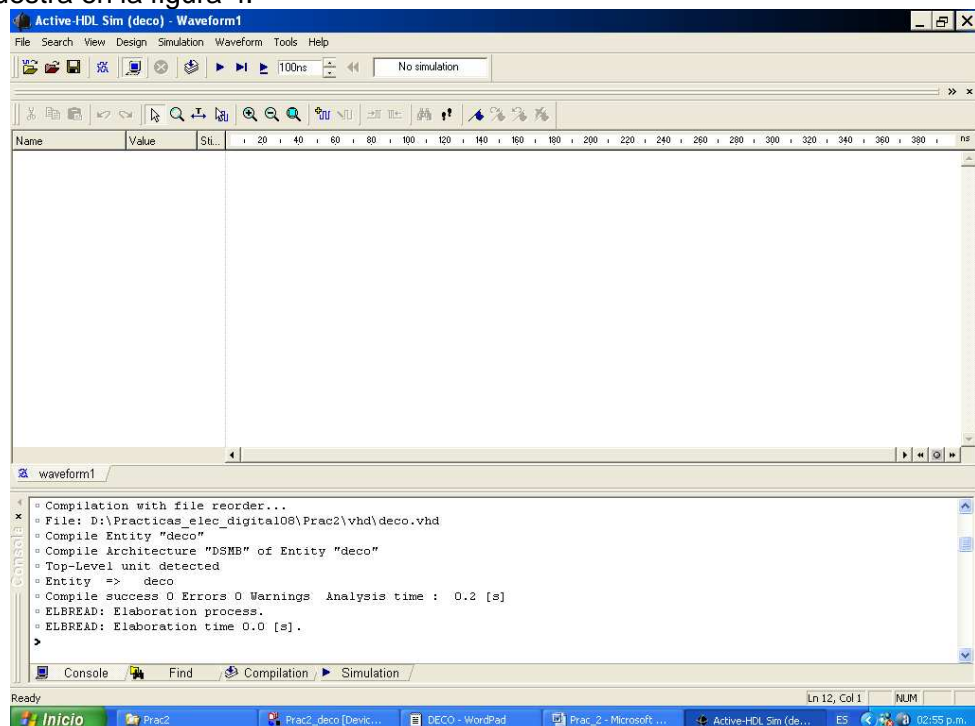 Active-HDL Sim (deco) - Waveform1
File Search View Design Simulation Waveform Tools Help
100ns No simulation
Name Value Sti... 20 40 60 80 100 120 140 160 180 200 220 240 260 280 300 320 340 360 380 ns
waveform1
Compilation with file reorder...
File: D:\Practicas_elec_digital08\Prac2\vhd\deco.vhd
Compile Entity "deco"
Compile Architecture "DSMB" of Entity "deco"
Top-Level unit detected
Entity => deco
Compile success 0 Errors 0 Warnings Analysis time : 0.2 [s]
ELBREAD: Elaboration process.
ELBREAD: Elaboration time 0.0 [s].
>
Console
Console Find Compilation Simulation
Ready Ln 12, Col 1 NUM
Inicio Prac2 Prac2_deco [Devic... DECO - WordPad Prac_2 - Microsoft ... Active-HDL Sim (de... ES 02:55 p.m.